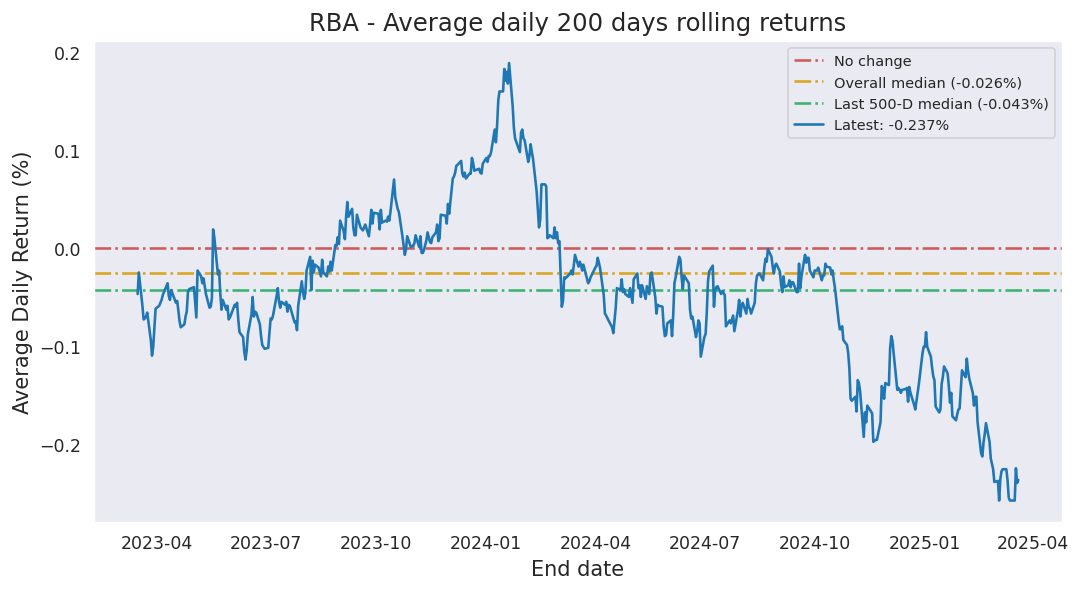 RBA - Average daily 200 days rolling returns
No change
Overall median (-0.026%)
Last 500-D median (-0.043%)
Latest: -0.237%
Average Daily Return (%)
0.2
0.1
0.0
−0.1
−0.2
2023-04 2023-07 2023-10 2024-01 2024-04 2024-07 2024-10 2025-01 2025-04
End date